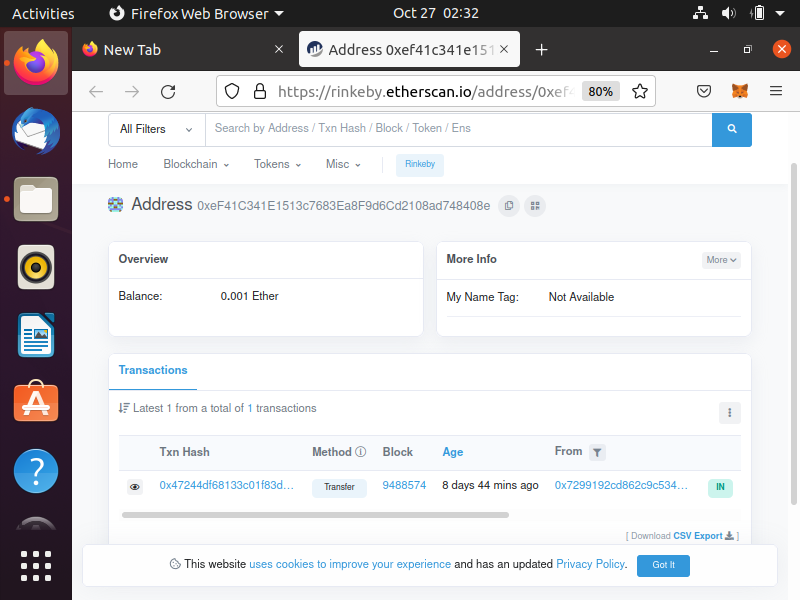 Activities
Firefox Web Browser
Oct 27 02:32
New Tab
Address 0xef41c341e151
https://rinkeby.etherscan.io/address/0xef4
80%
All Filters
Search by Address / Txn Hash / Block / Token / Ens
Home
Blockchain
Tokens
Misc
Rinkeby
Address 0xeF41C341E1513c7683Ea8F9d6Cd2108ad748408e
Overview
Balance:
0.001 Ether
More Info
More
My Name Tag:
Not Available
Transactions
Latest 1 from a total of 1 transactions
Txn Hash
Method
Block
Age
From
0x47244df68133c01f83d...
Transfer
9488574
8 days 44 mins ago
0x7299192cd862c9c534...
IN
[ Download CSV Export ]
This website uses cookies to improve your experience and has an updated Privacy Policy.
Got It